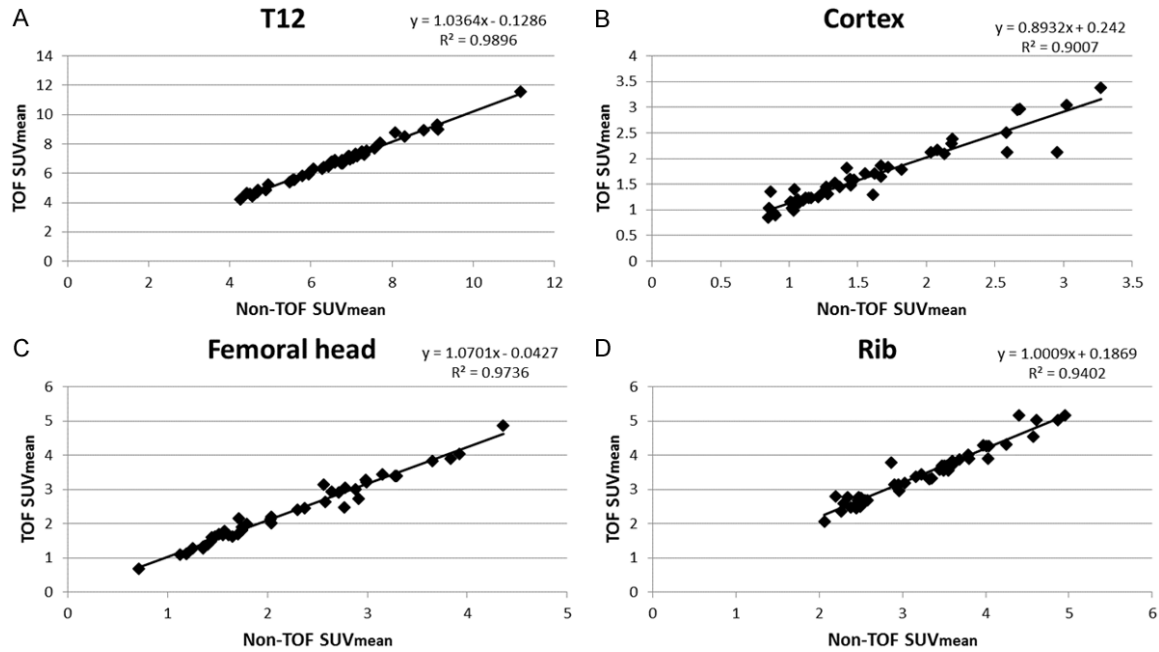 A
T12
y = 1.0364x - 0.1286
R² = 0.9896
TOF SUVmean
14
12
10
8
6
4
2
0
0 2 4 6 8 10 12
Non-TOF SUVmean
B
Cortex
y = 0.8932x + 0.242
R² = 0.9007
TOF SUVmean
4
3.5
3
2.5
2
1.5
1
0.5
0
0 0.5 1 1.5 2 2.5 3 3.5
Non-TOF SUVmean
C
Femoral head
y = 1.0701x - 0.0427
R² = 0.9736
TOF SUVmean
6
5
4
3
2
1
0
0 1 2 3 4 5
Non-TOF SUVmean
D
Rib
y = 1.0009x + 0.1869
R² = 0.9402
TOF SUVmean
6
5
4
3
2
1
0
0 1 2 3 4 5 6
Non-TOF SUVmean